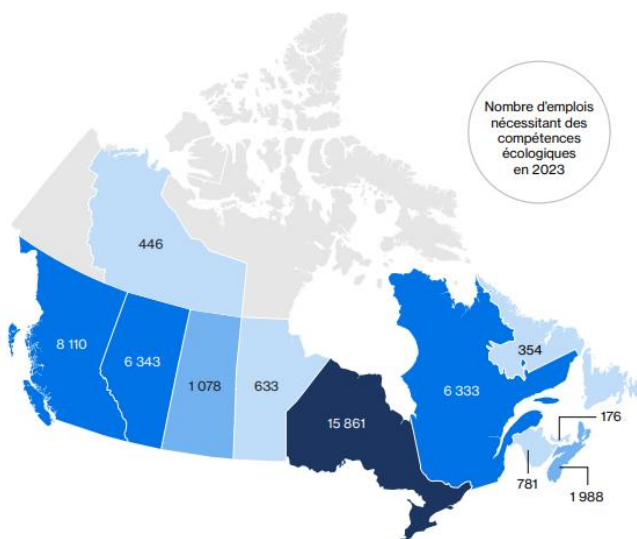 Nombre d'emplois
nécessitant des
compétences
écologiques
en 2023
446
8 110
6 343
1 078
633
15 861
6 333
354
176
781
1 988